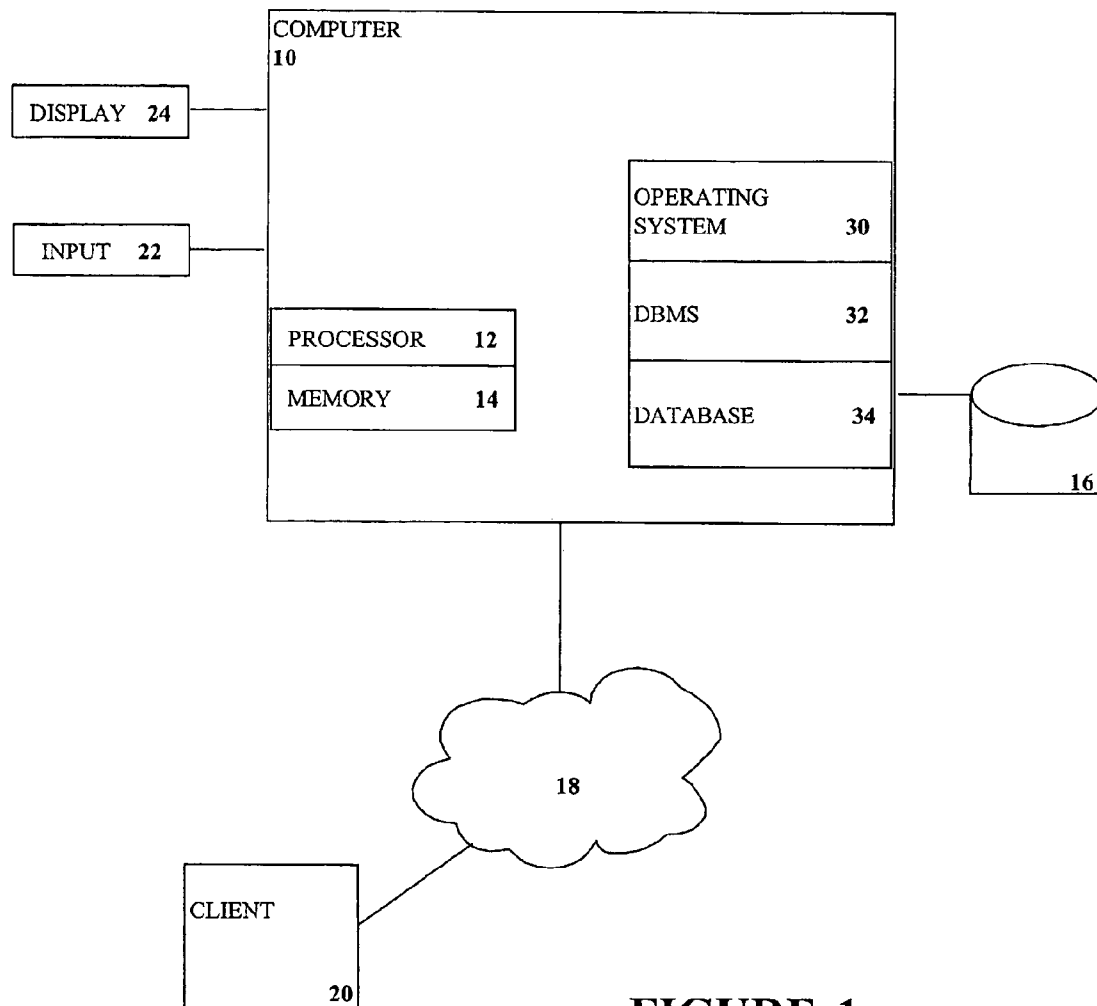 COMPUTER
10
DISPLAY 24
OPERATING
SYSTEM 30
INPUT 22
DBMS 32
PROCESSOR 12
MEMORY 14
DATABASE 34
16
18
CLIENT
20
FIGURE 1